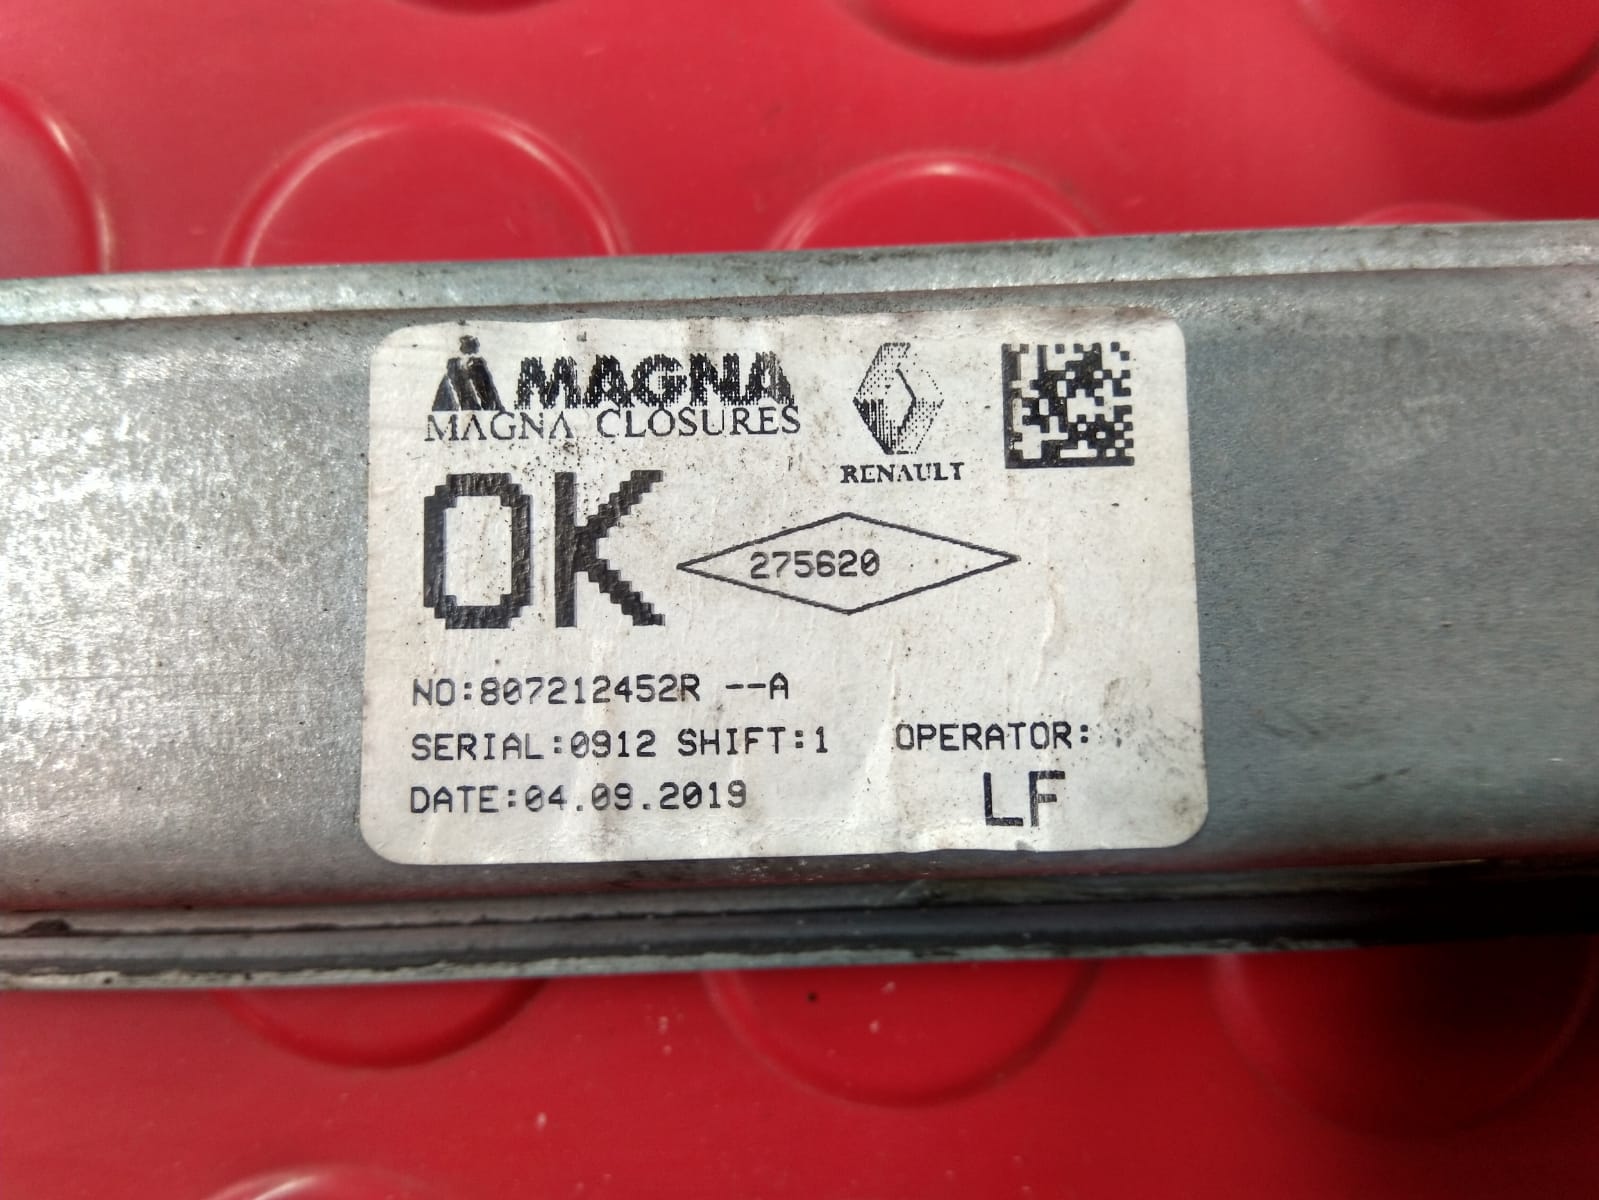 MAGNA
MAGNA CLOSURES
RENAULT
OK
275620
NO:807212452R --A
SERIAL:0912 SHIFT:1 OPERATOR:
DATE:04.09.2019
LF